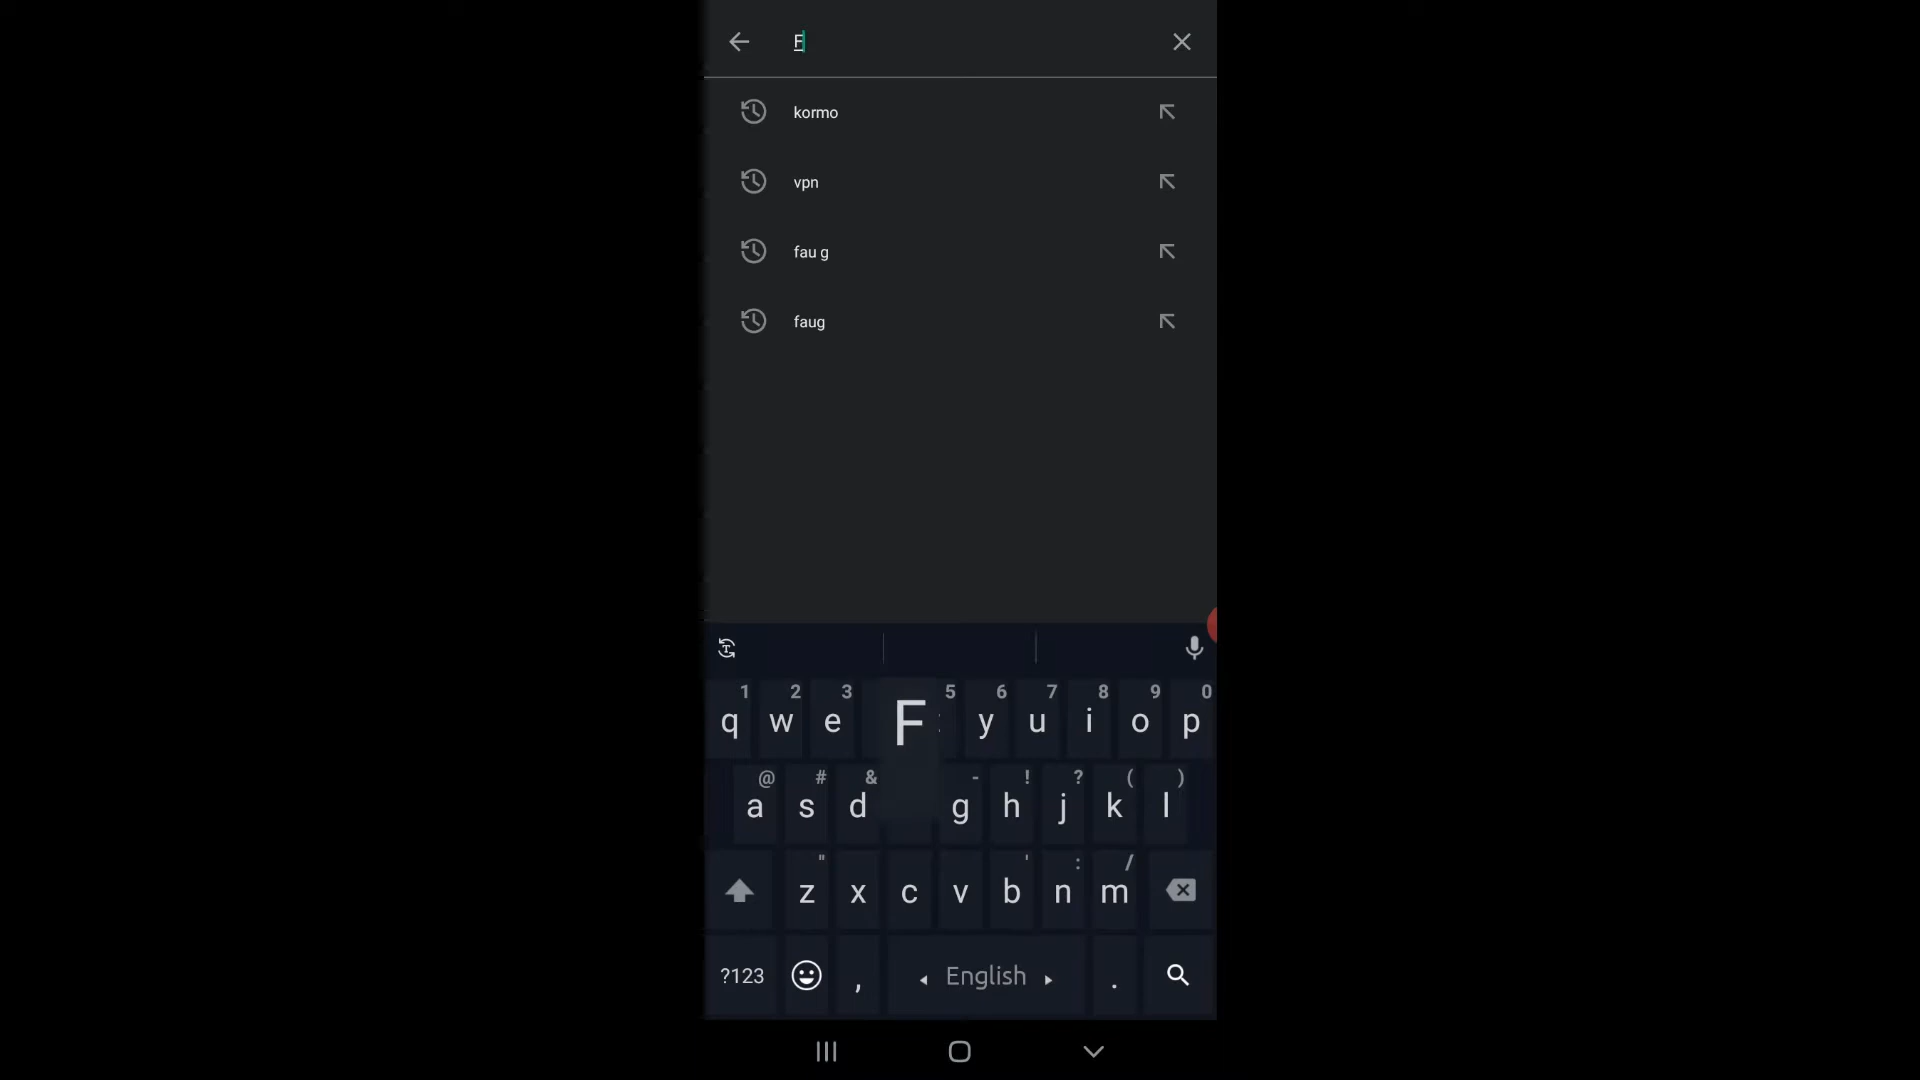 F
kormo
vpn
fau g
faug
1 2 3 5 6 7 8 9 0
q w e F y u i o p
@ # & - ! ? ( )
a s d g h j k l
" ' : /
z x c v b n m
?123 , English .